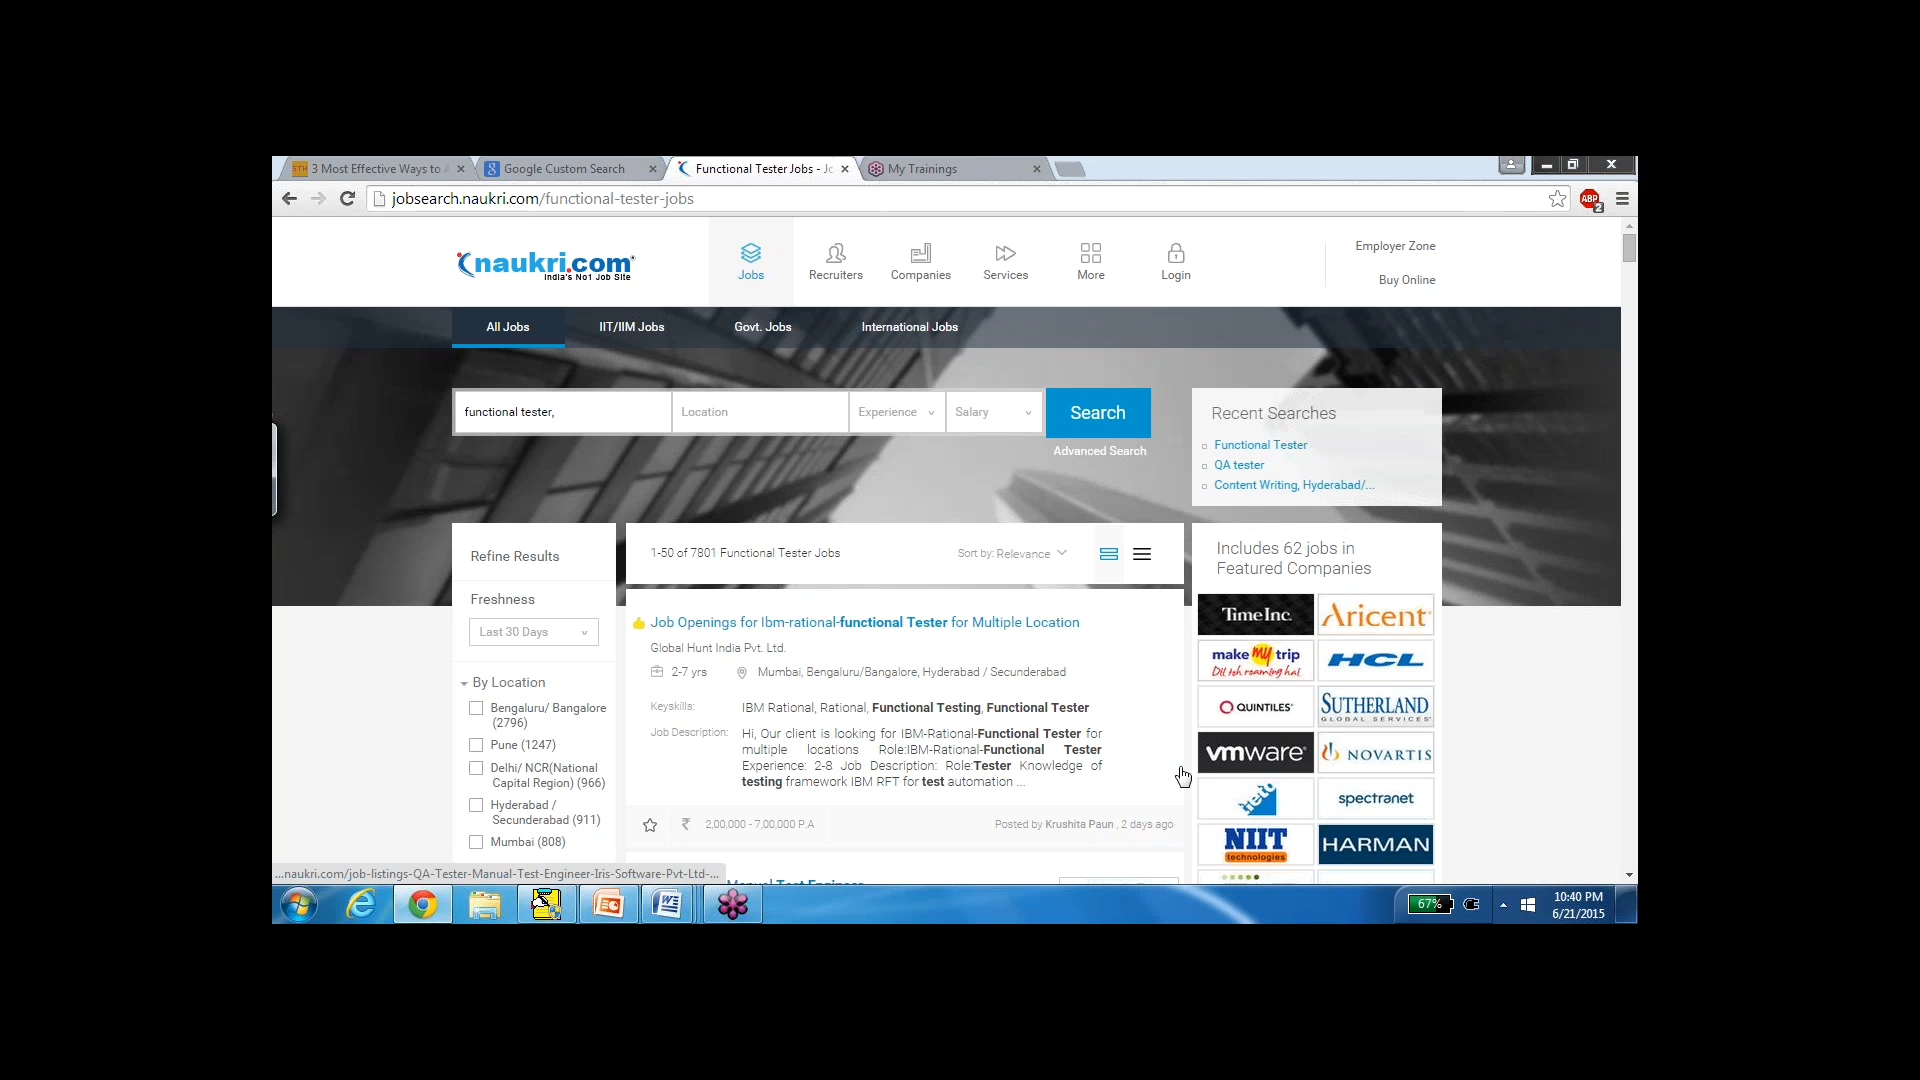 3 Most Effective Ways to
Google Custom Search
Functional Tester Jobs - Jo
My Trainings
jobsearch.naukri.com/functional-tester-jobs
ABP
2
naukri.com
India's No1 Job Site
Jobs
Recruiters
Companies
Services
More
Login
Employer Zone
Buy Online
All Jobs
IIT/IIM Jobs
Govt. Jobs
International Jobs
functional tester,
Location
Experience
Salary
Search
Advanced Search
Recent Searches
Functional Tester
QA tester
Content Writing, Hyderabad/...
Refine Results
Freshness
Last 30 Days
By Location
Bengaluru/ Bangalore
(2796)
Pune (1247)
Delhi/ NCR(National
Capital Region) (966)
Hyderabad /
Secunderabad (911)
Mumbai (808)
1-50 of 7801 Functional Tester Jobs
Sort by: Relevance
Job Openings for Ibm-rational-functional Tester for Multiple Location
Global Hunt India Pvt. Ltd.
2-7 yrs
Mumbai, Bengaluru/Bangalore, Hyderabad / Secunderabad
Keyskills: IBM Rational, Rational, Functional Testing, Functional Tester
Job Description: Hi, Our client is looking for IBM-Rational-Functional Tester for
multiple locations Role:IBM-Rational-Functional Tester
Experience: 2-8 Job Description: Role:Tester Knowledge of
testing framework IBM RFT for test automation ...
₹ 2,00,000 - 7,00,000 P.A
Posted by Krushita Paun , 2 days ago
Manual Test Engineer
Includes 62 jobs in
Featured Companies
Time Inc.
Aricent
make my trip
Dil toh roaming hai
HCL
QUINTILES
SUTHERLAND
GLOBAL SERVICES
vmware
NOVARTIS
spectranet
NIIT
technologies
HARMAN
...naukri.com/job-listings-QA-Tester-Manual-Test-Engineer-Iris-Software-Pvt-Ltd-...
67%
10:40 PM
6/21/2015